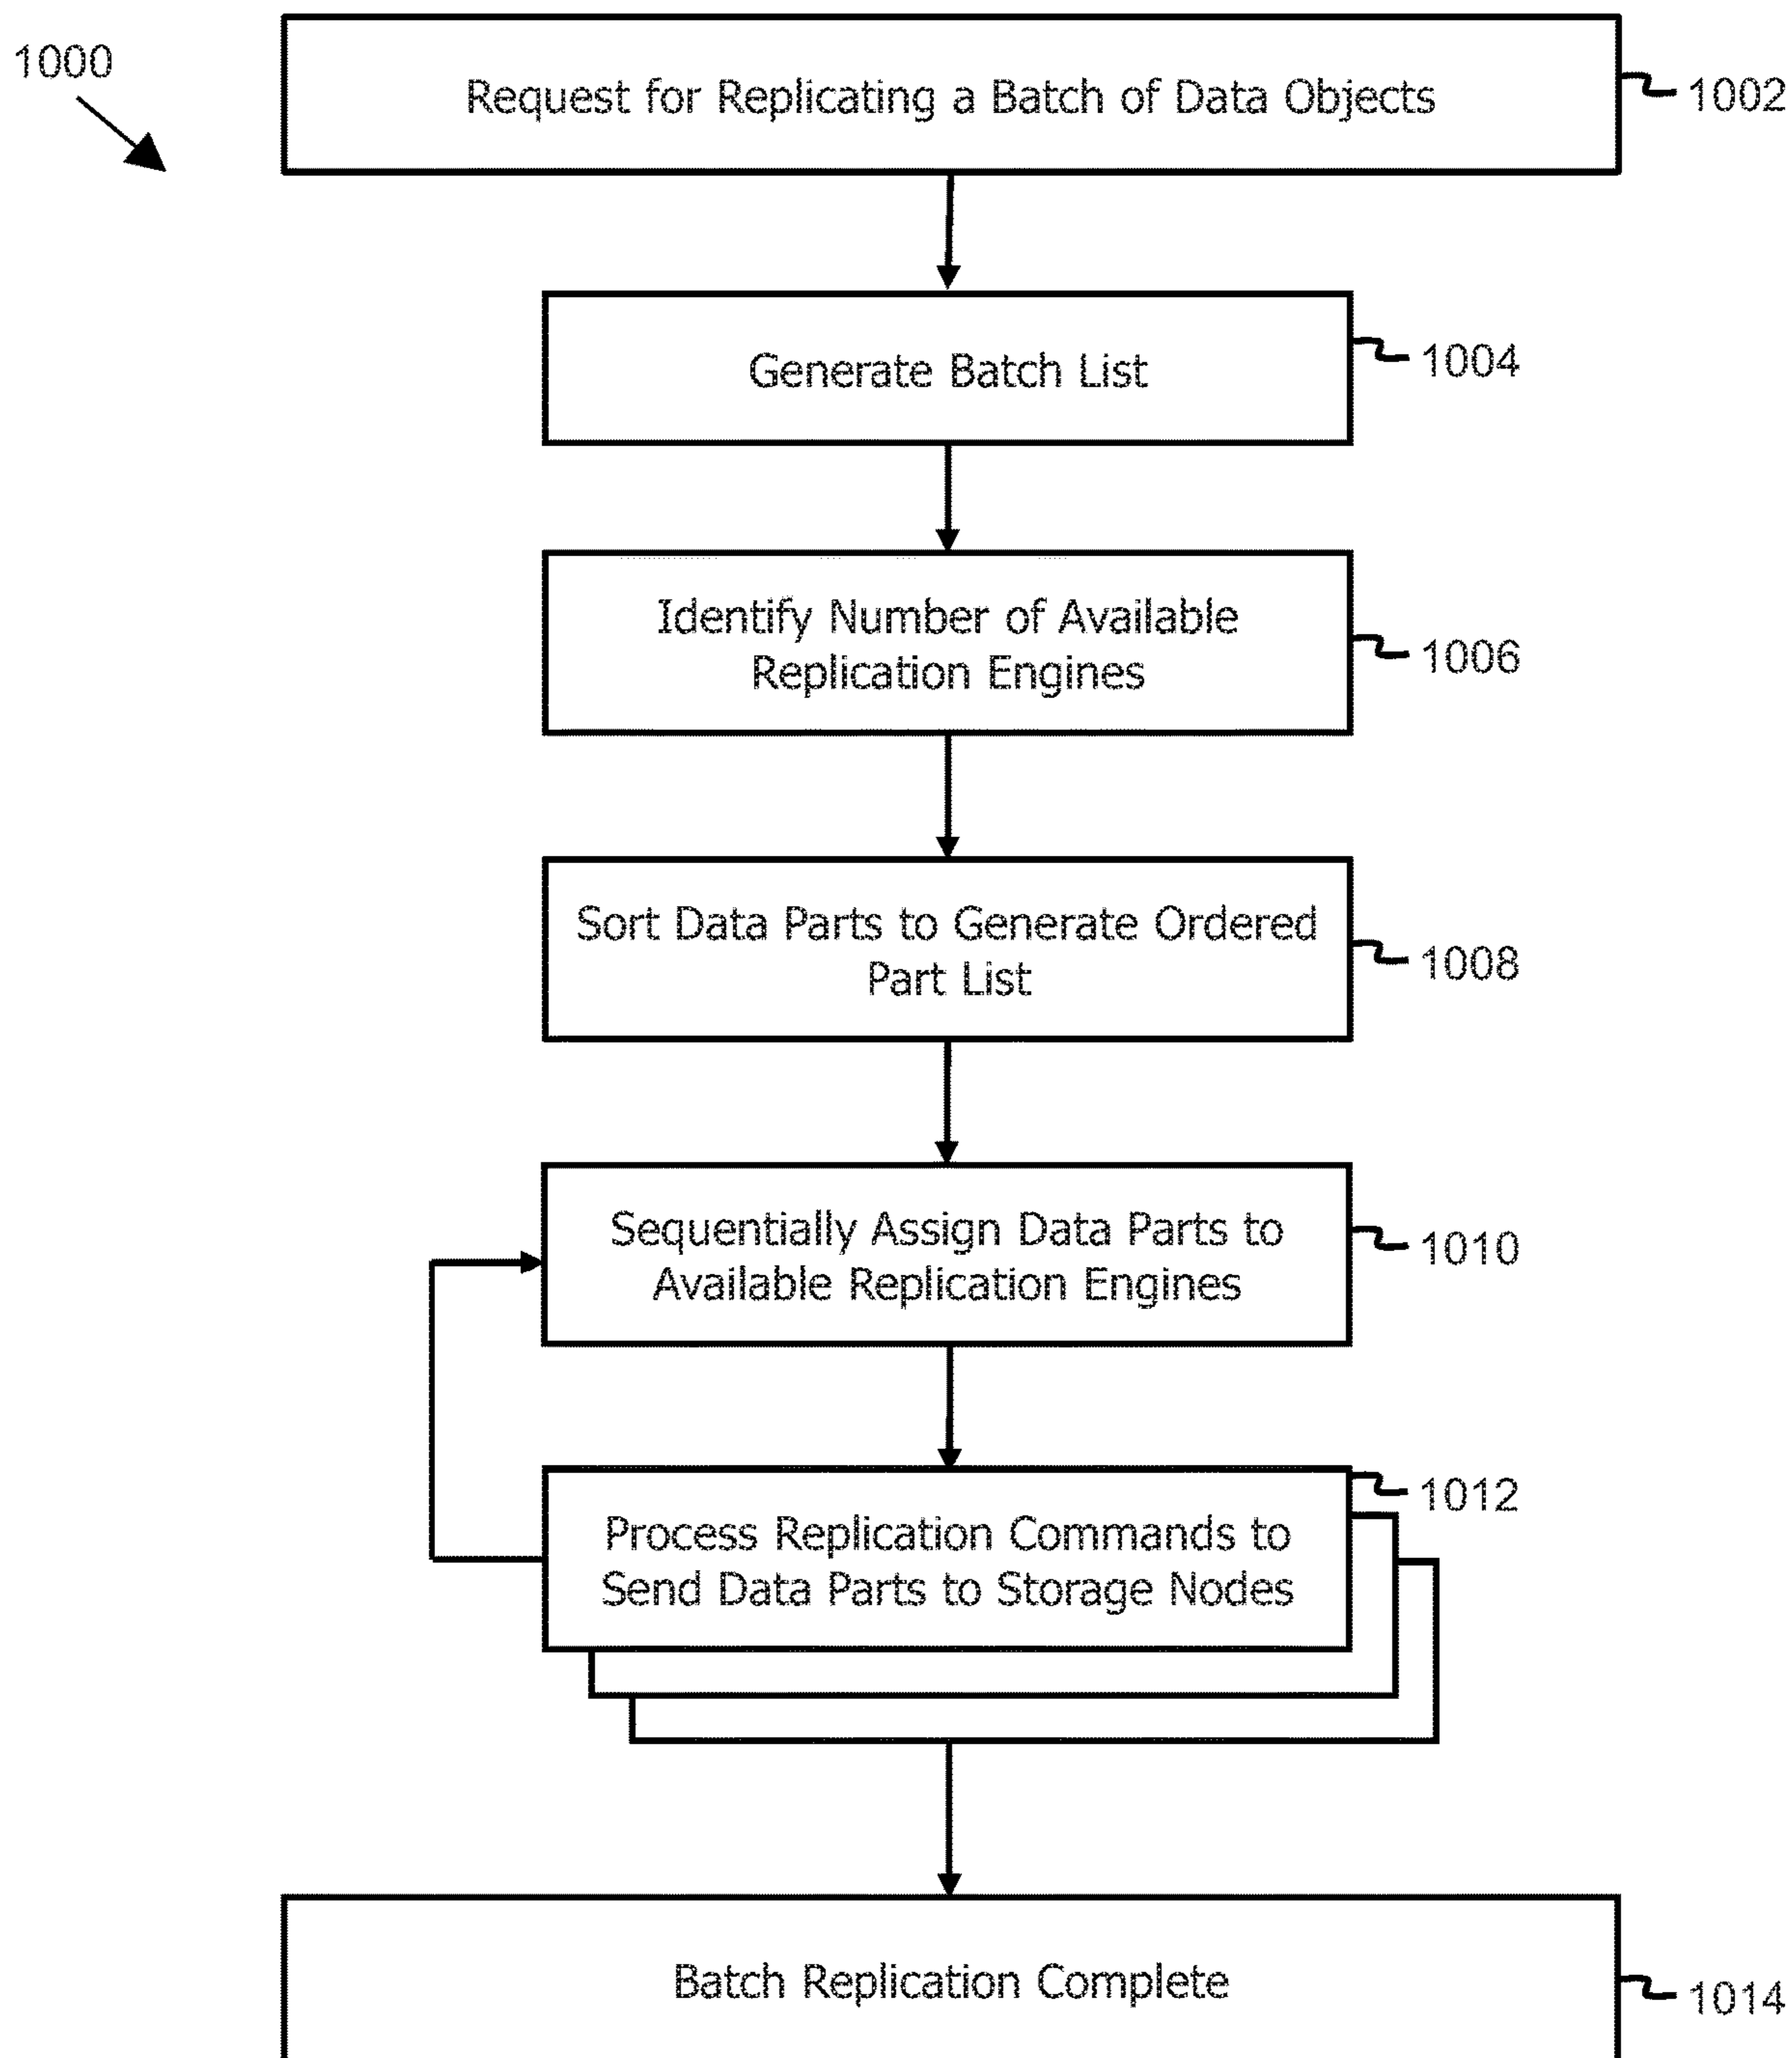 1000
Request for Replicating a Batch of Data Objects
1002
Generate Batch List
1004
Identify Number of Available
Replication Engines
1006
Sort Data Parts to Generate Ordered
Part List
1008
Sequentially Assign Data Parts to
Available Replication Engines
1010
Process Replication Commands to
Send Data Parts to Storage Nodes
1012
Batch Replication Complete
1014